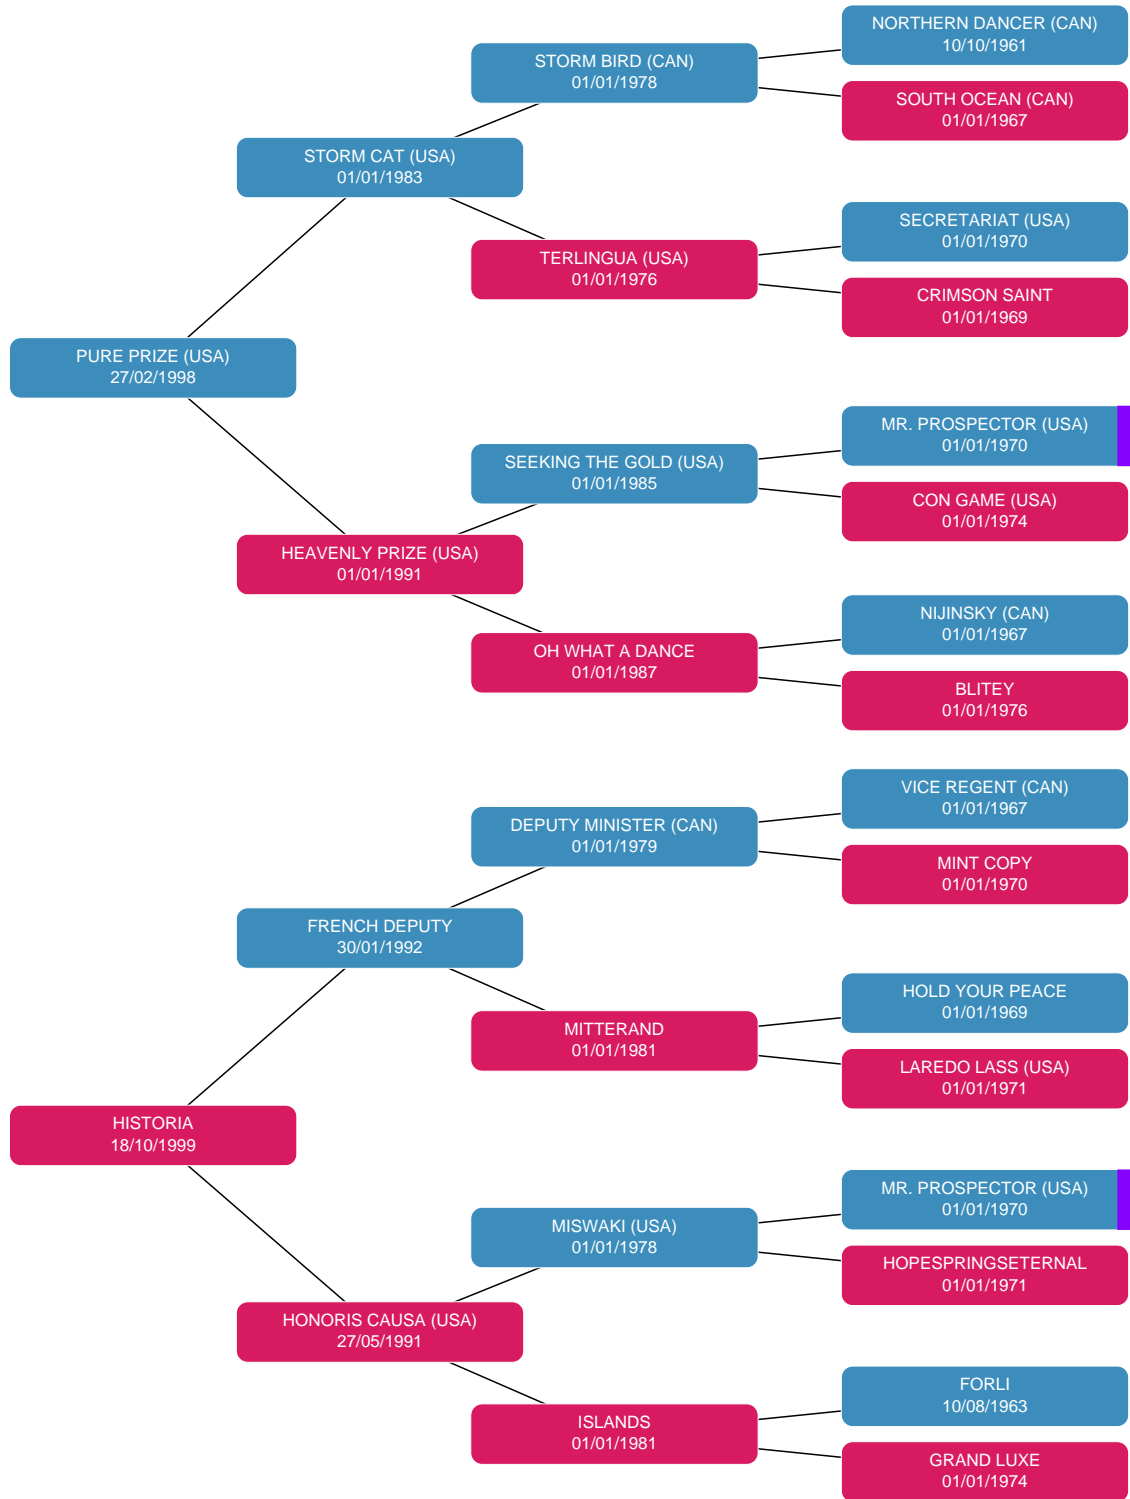 NORTHERN DANCER (CAN)
10/10/1961
STORM BIRD (CAN)
01/01/1978
SOUTH OCEAN (CAN)
01/01/1967
STORM CAT (USA)
01/01/1983
SECRETARIAT (USA)
01/01/1970
TERLINGUA (USA)
01/01/1976
CRIMSON SAINT
01/01/1969
PURE PRIZE (USA)
27/02/1998
MR. PROSPECTOR (USA)
01/01/1970
SEEKING THE GOLD (USA)
01/01/1985
CON GAME (USA)
01/01/1974
HEAVENLY PRIZE (USA)
01/01/1991
NIJINSKY (CAN)
01/01/1967
OH WHAT A DANCE
01/01/1987
BLITEY
01/01/1976
VICE REGENT (CAN)
01/01/1967
DEPUTY MINISTER (CAN)
01/01/1979
MINT COPY
01/01/1970
FRENCH DEPUTY
30/01/1992
HOLD YOUR PEACE
01/01/1969
MITTERAND
01/01/1981
LAREDO LASS (USA)
01/01/1971
HISTORIA
18/10/1999
MR. PROSPECTOR (USA)
01/01/1970
MISWAKI (USA)
01/01/1978
HOPESPRINGSETERNAL
01/01/1971
HONORIS CAUSA (USA)
27/05/1991
FORLI
10/08/1963
ISLANDS
01/01/1981
GRAND LUXE
01/01/1974